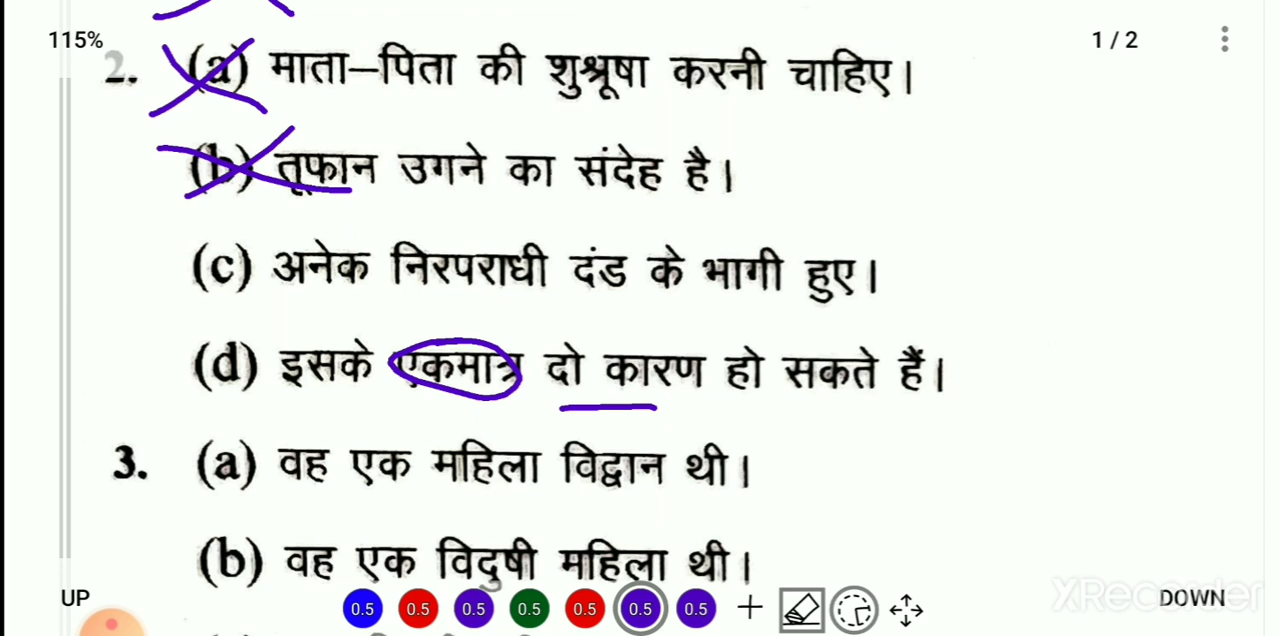 115%
1 / 2
2. (a) माता–पिता की शुश्रूषा करनी चाहिए।
(b) तूफान उगने का संदेह है।
(c) अनेक निरपराधी दंड के भागी हुए।
(d) इसके एकमात्र दो कारण हो सकते हैं।
3. (a) वह एक महिला विद्वान थी।
(b) वह एक विदुषी महिला थी।
UP
0.5 0.5 0.5 0.5 0.5 0.5 0.5
XRecorder
DOWN